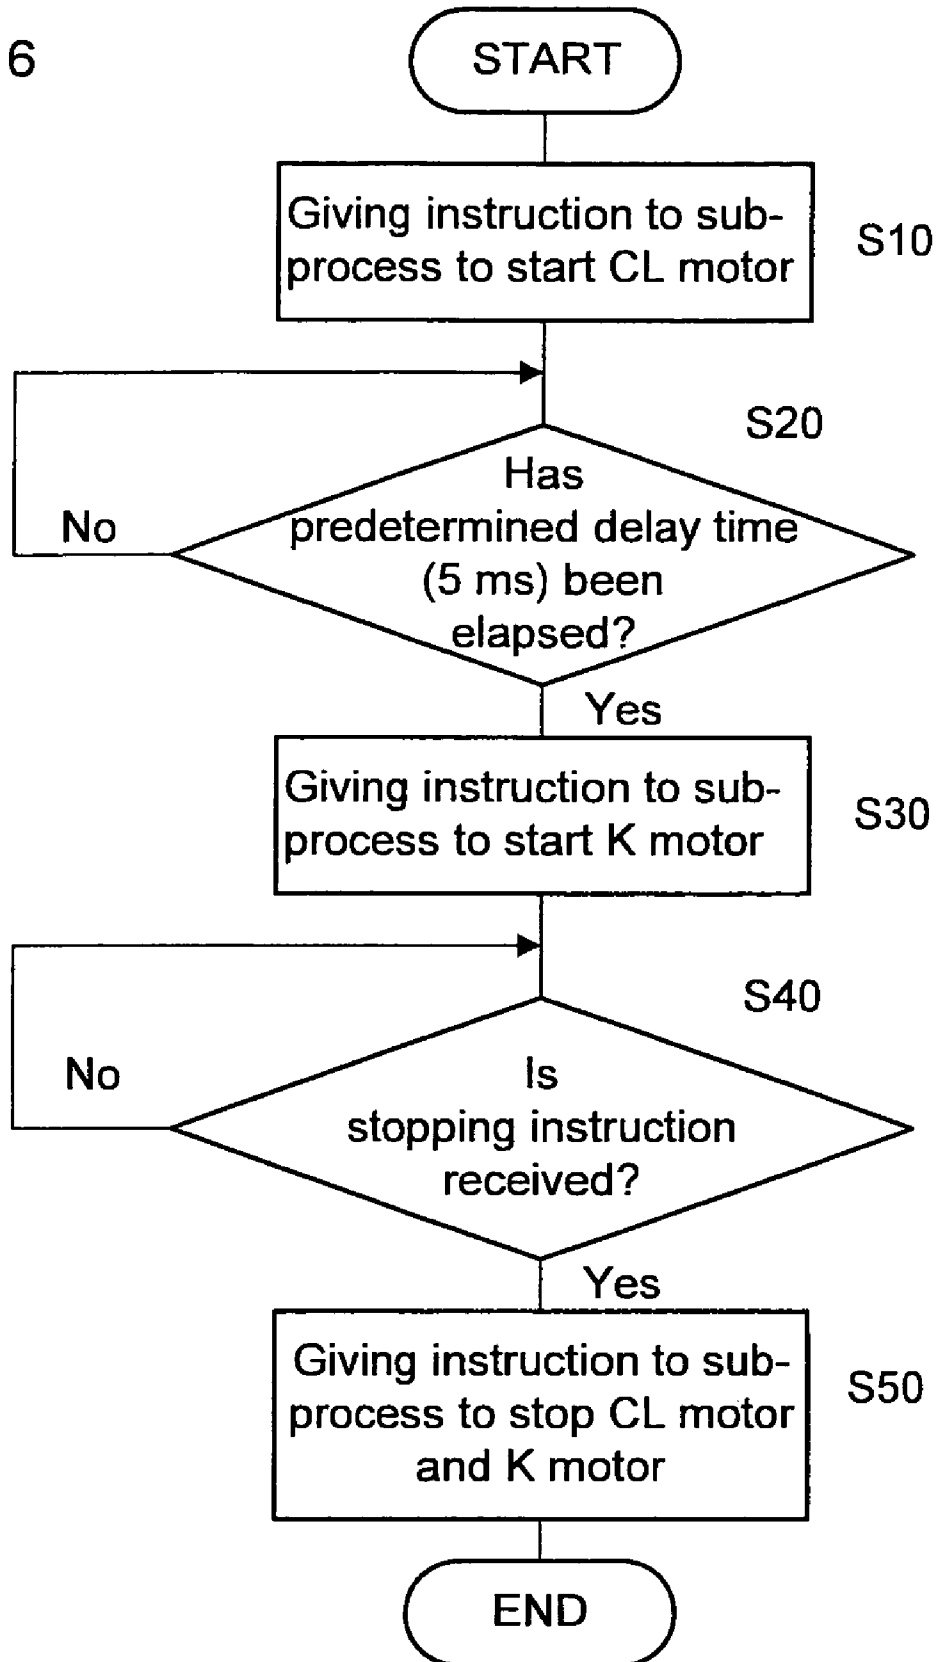 6
START
Giving instruction to sub-
process to start CL motor
S10
S20
Has
predetermined delay time
(5 ms) been
elapsed?
No
Yes
Giving instruction to sub-
process to start K motor
S30
S40
Is
stopping instruction
received?
No
Yes
Giving instruction to sub-
process to stop CL motor
and K motor
S50
END